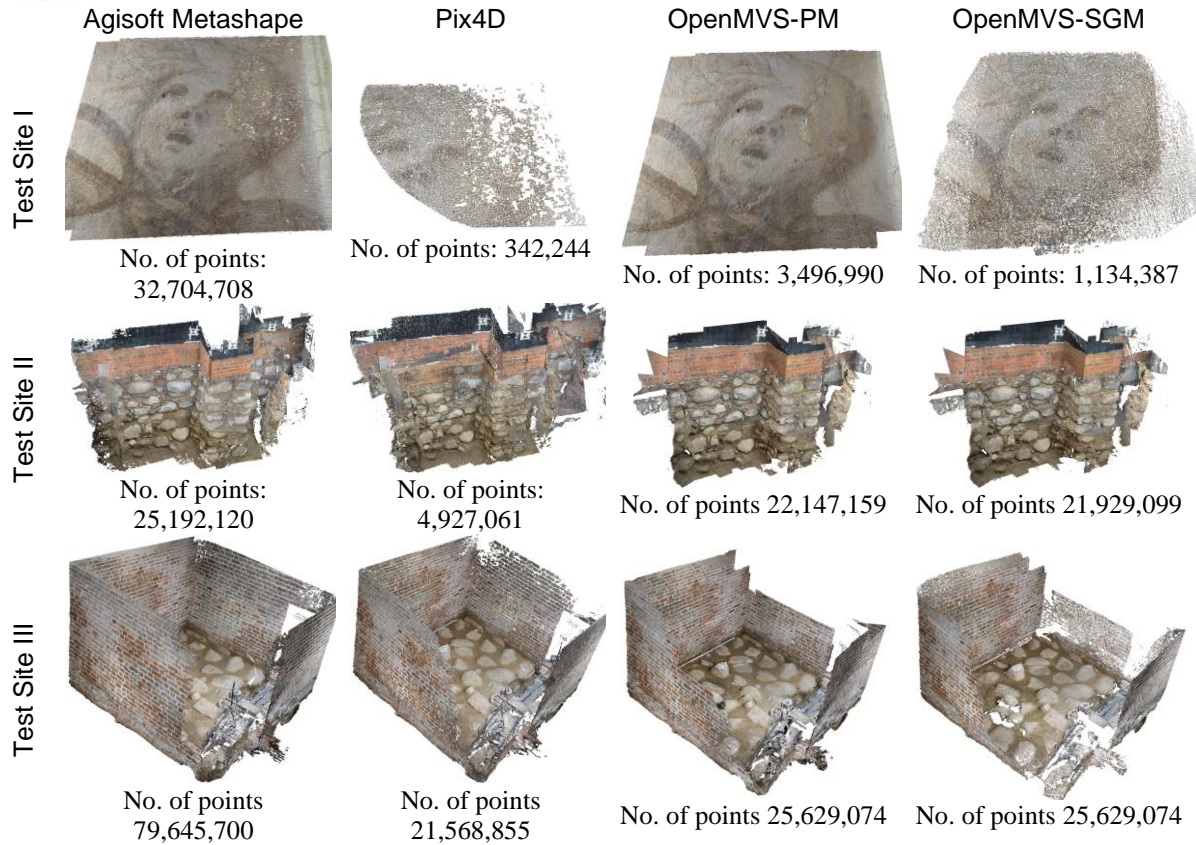 Agisoft Metashape Pix4D OpenMVS-PM OpenMVS-SGM
Test Site I
No. of points:
32,704,708
No. of points: 342,244
No. of points: 3,496,990
No. of points: 1,134,387
Test Site II
No. of points:
25,192,120
No. of points:
4,927,061
No. of points 22,147,159
No. of points 21,929,099
Test Site III
No. of points
79,645,700
No. of points
21,568,855
No. of points 25,629,074
No. of points 25,629,074